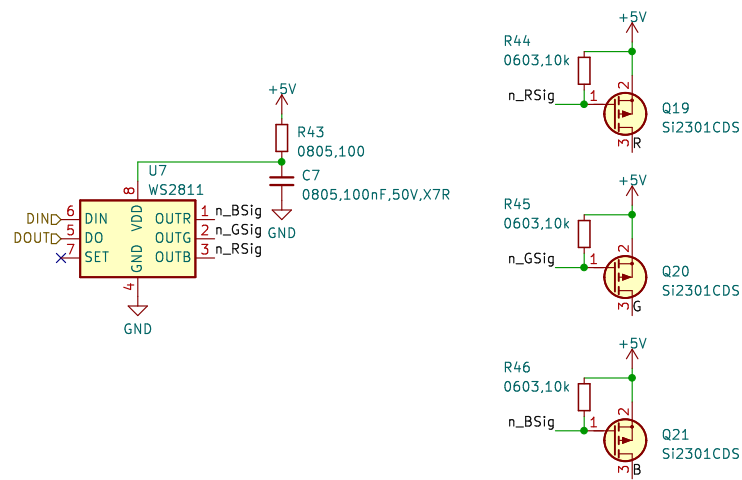 +5V
R43
0805,100
U7
WS2811
C7
0805,100nF,50V,X7R
GND
8
DIN 6 DIN VDD OUTR 1 n_BSig
DOUT 5 DO OUTG 2 n_GSig
7 SET GND OUTB 3 n_RSig
4
GND
+5V
R44
0603,10k
n_RSig 1
2
Q19
Si2301CDS
3 R
+5V
R45
0603,10k
n_GSig 1
2
Q20
Si2301CDS
3 G
+5V
R46
0603,10k
n_BSig 1
2
Q21
Si2301CDS
3 B